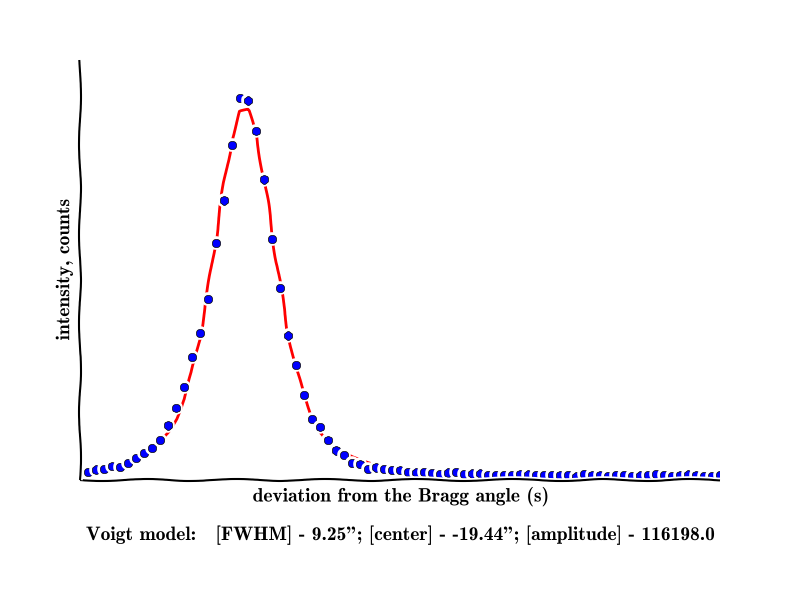 intensity, counts
deviation from the Bragg angle (s)
Voigt model: [FWHM] - 9.25”; [center] - -19.44”; [amplitude] - 116198.0